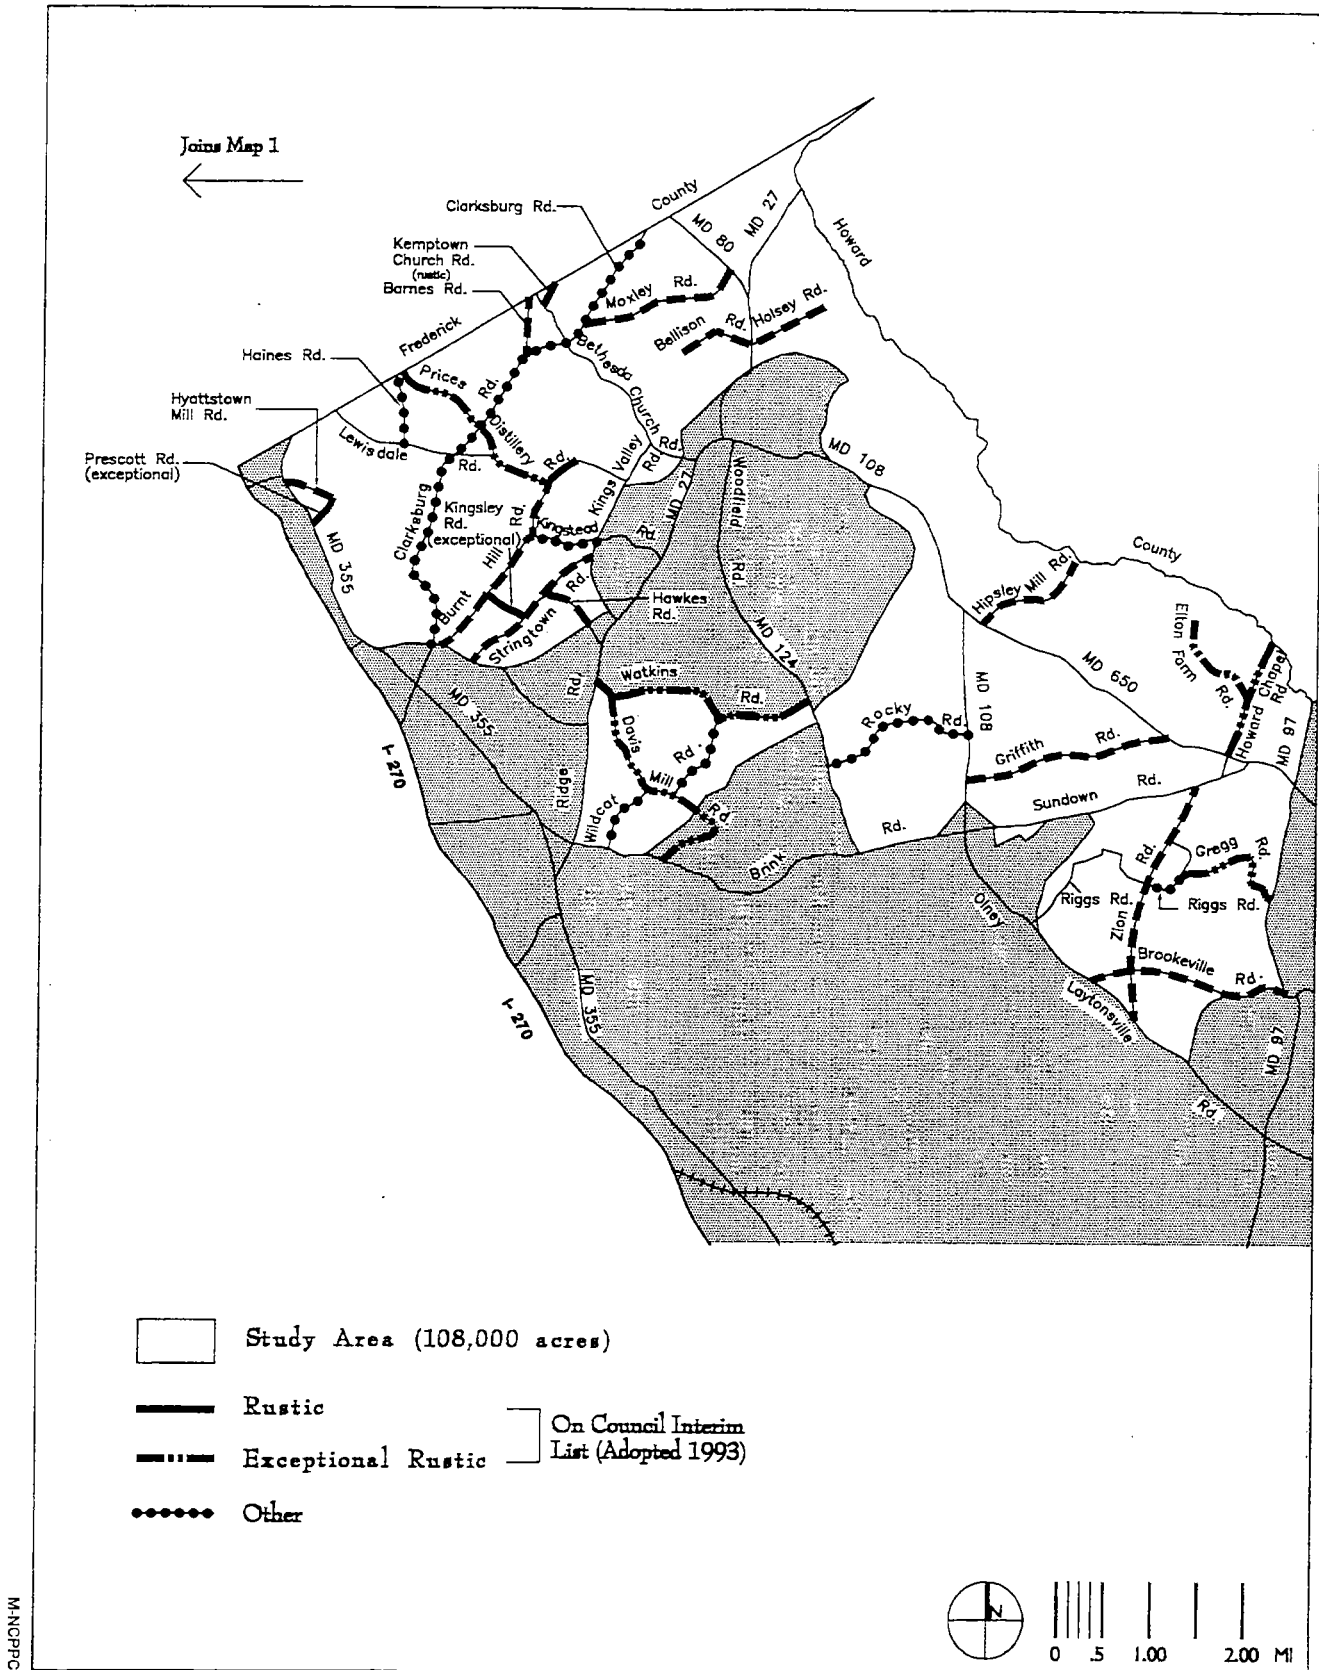 Joins Map 1
Clarksburg Rd.
County
MD 80
MD 27
Howard
Kemptown
Church Rd.
(rustic)
Barnes Rd.
Moxley Rd.
Bellison Rd.
Holsey Rd.
Frederick
Haines Rd.
Prices
Rd.
Distillery
Rd.
Bethesda Church
Rd.
Hyattstown
Mill Rd.
Lewisdale
Rd.
Prescott Rd.
(exceptional)
Kings Valley
Rd.
MD 27
Woodfield Rd.
MD 108
Clarksburg
Kingsley
Rd.
(exceptional)
Kingstead
Rd.
MD 355
Burnt Hill Rd.
Stringtown Rd.
Hawkes
Rd.
MD 124
County
Hipsley Mill Rd.
Elton Farm
Rd.
Howard Chapel
Rd.
MD 650
MD 97
MD 108
Watkins
Rd.
Davis
Mill
Rd.
Rocky
Rd.
Griffith
Rd.
MD 355
I-270
Ridge
Rd.
Wildcat
Rd.
Brink
Rd.
Sundown
Rd.
Gregg
Rd.
Riggs Rd.
Riggs Rd.
Zion
Rd.
Olney
Laytonsville
Rd.
Brookeville
Rd.
MD 97
MD 355
I-270
Study Area (108,000 acres)
Rustic
Exceptional Rustic
On Council Interim
List (Adopted 1993)
Other
N
0 .5 1.00 2.00 MI
M-NCPPC